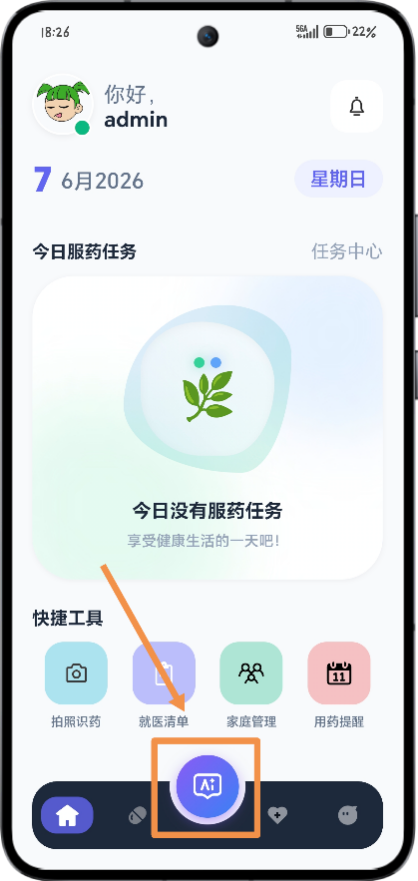 18:26
5GA
22%
你好，
admin
7 6月2026
星期日
今日服药任务
任务中心
今日没有服药任务
享受健康生活的一天吧！
快捷工具
11
拍照识药
就医清单
家庭管理
用药提醒
Ai